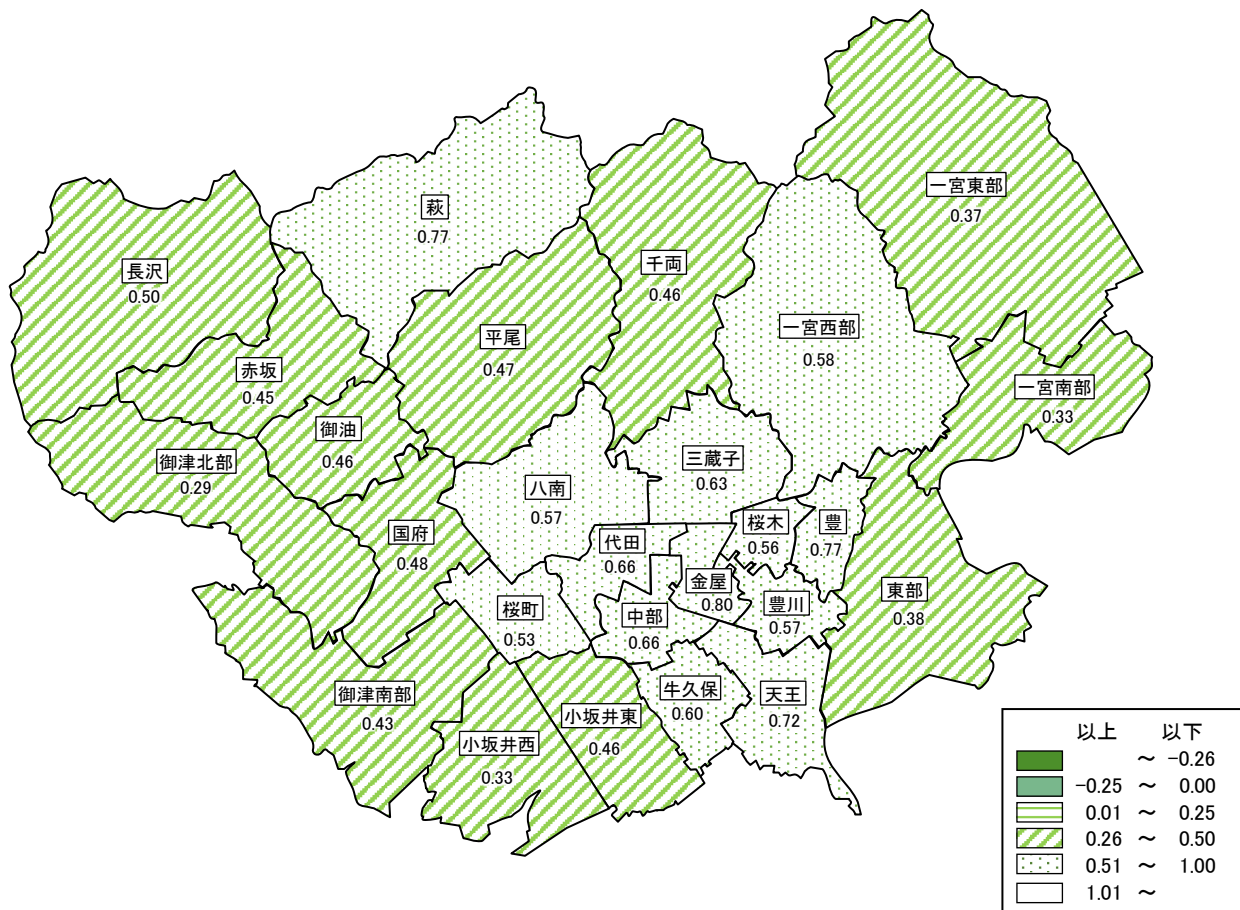 一宮東部
0.37
萩
0.77
長沢
0.50
千両
0.46
一宮西部
0.58
平尾
0.47
赤坂
0.45
一宮南部
0.33
御油
0.46
御津北部
0.29
三蔵子
0.63
八南
0.57
国府
0.48
代田
0.66
桜木
0.56
豊
0.77
金屋
0.80
豊川
0.57
東部
0.38
桜町
0.53
中部
0.66
御津南部
0.43
牛久保
0.60
天王
0.72
小坂井東
0.46
小坂井西
0.33
以上 以下
～ -0.26
-0.25 ～ 0.00
0.01 ～ 0.25
0.26 ～ 0.50
0.51 ～ 1.00
1.01 ～